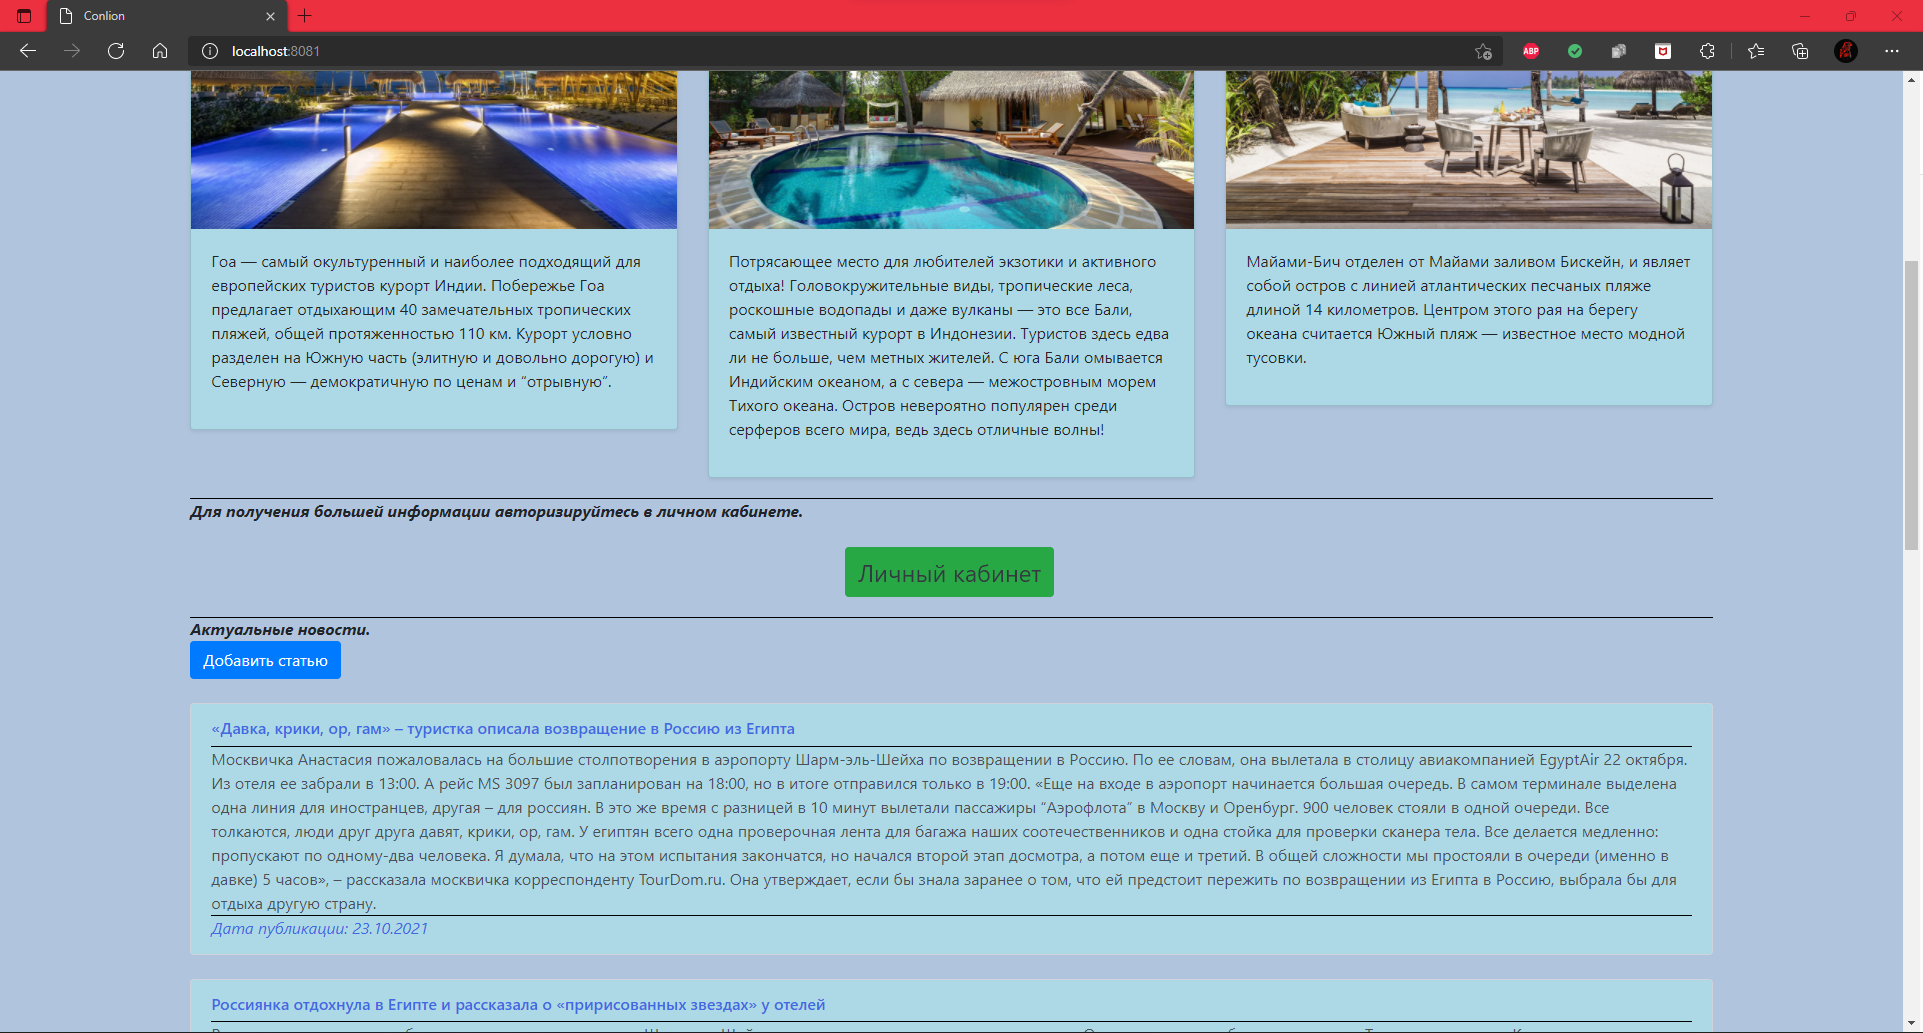 Conlion
localhost:8081
ABP
Гоа — самый окультуренный и наиболее подходящий для
европейских туристов курорт Индии. Побережье Гоа
предлагает отдыхающим 40 замечательных тропических
пляжей, общей протяженностью 110 км. Курорт условно
разделен на Южную часть (элитную и довольно дорогую) и
Северную — демократичную по ценам и “отрывную”.
Потрясающее место для любителей экзотики и активного
отдыха! Головокружительные виды, тропические леса,
роскошные водопады и даже вулканы — это все Бали,
самый известный курорт в Индонезии. Туристов здесь едва
ли не больше, чем метных жителей. С юга Бали омывается
Индийским океаном, а с севера — межостровным морем
Тихого океана. Остров невероятно популярен среди
серферов всего мира, ведь здесь отличные волны!
Майами-Бич отделен от Майами заливом Бискейн, и являет
собой остров с линией атлантических песчаных пляже
длиной 14 километров. Центром этого рая на берегу
океана считается Южный пляж — известное место модной
тусовки.
Для получения большей информации авторизируйтесь в личном кабинете.
Личный кабинет
Актуальные новости.
Добавить статью
«Давка, крики, ор, гам» – туристка описала возвращение в Россию из Египта
Москвичка Анастасия пожаловалась на большие столпотворения в аэропорту Шарм-эль-Шейха по возвращении в Россию. По ее словам, она вылетала в столицу авиакомпанией EgyptAir 22 октября.
Из отеля ее забрали в 13:00. А рейс MS 3097 был запланирован на 18:00, но в итоге отправился только в 19:00. «Еще на входе в аэропорт начинается большая очередь. В самом терминале выделена
одна линия для иностранцев, другая – для россиян. В это же время с разницей в 10 минут вылетали пассажиры “Аэрофлота” в Москву и Оренбург. 900 человек стояли в одной очереди. Все
толкаются, люди друг друга давят, крики, ор, гам. У египтян всего одна проверочная лента для багажа наших соотечественников и одна стойка для проверки сканера тела. Все делается медленно:
пропускают по одному-два человека. Я думала, что на этом испытания закончатся, но начался второй этап досмотра, а потом еще и третий. В общей сложности мы простояли в очереди (именно в
давке) 5 часов», – рассказала москвичка корреспонденту TourDom.ru. Она утверждает, если бы знала заранее о том, что ей предстоит пережить по возвращении из Египта в Россию, выбрала бы для
отдыха другую страну.
Дата публикации: 23.10.2021
Россиянка отдохнула в Египте и рассказала о «пририсованных звездах» у отелей